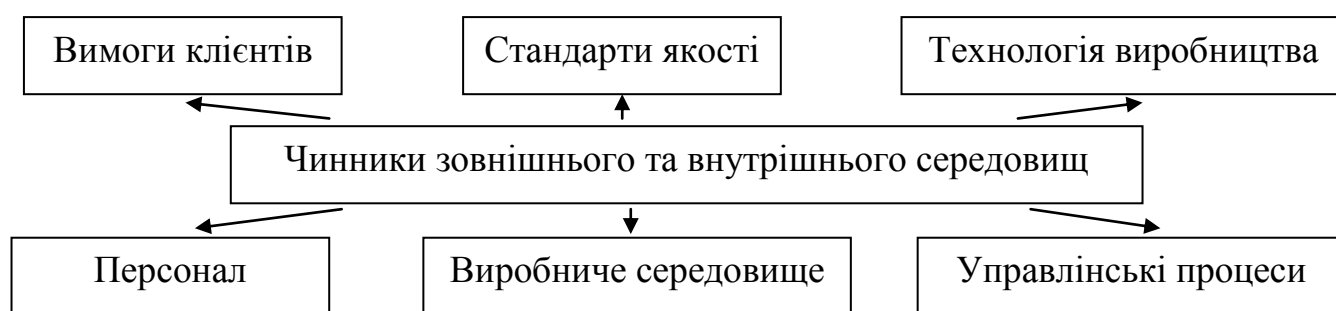 Вимоги клієнтів
Стандарти якості
Технологія виробництва
Чинники зовнішнього та внутрішнього середовищ
Персонал
Виробниче середовище
Управлінські процеси